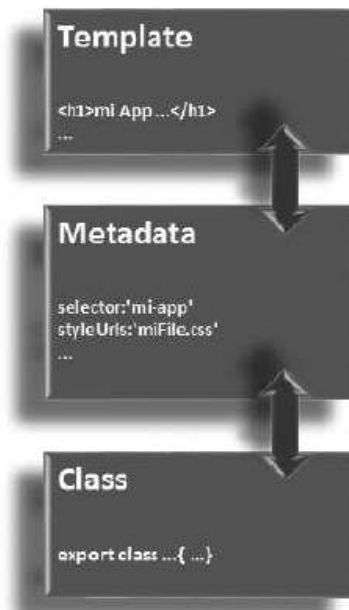 Template
<h1>mi App ...</h1>
...
Metadata
selector:'mi-app'
styleUrls:'miFile.css'
...
Class
export class ...{ ...}